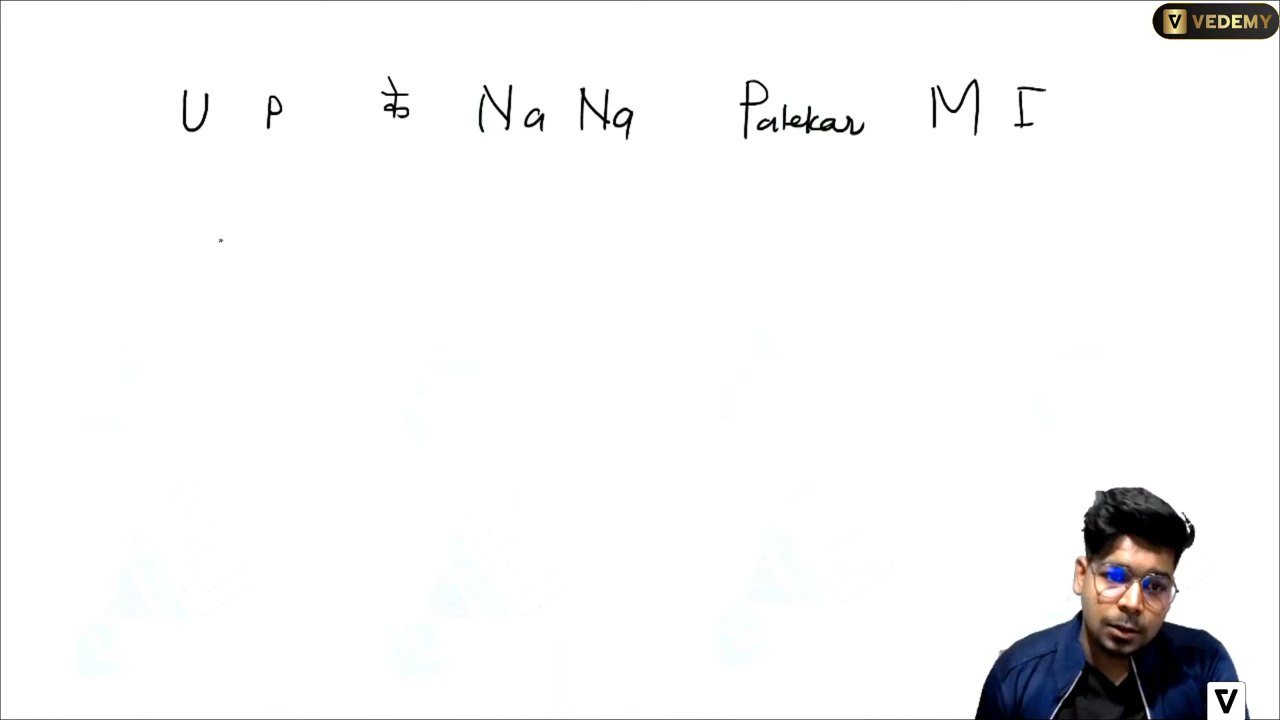 VEDEMY
U P के Na Na Patekar M I